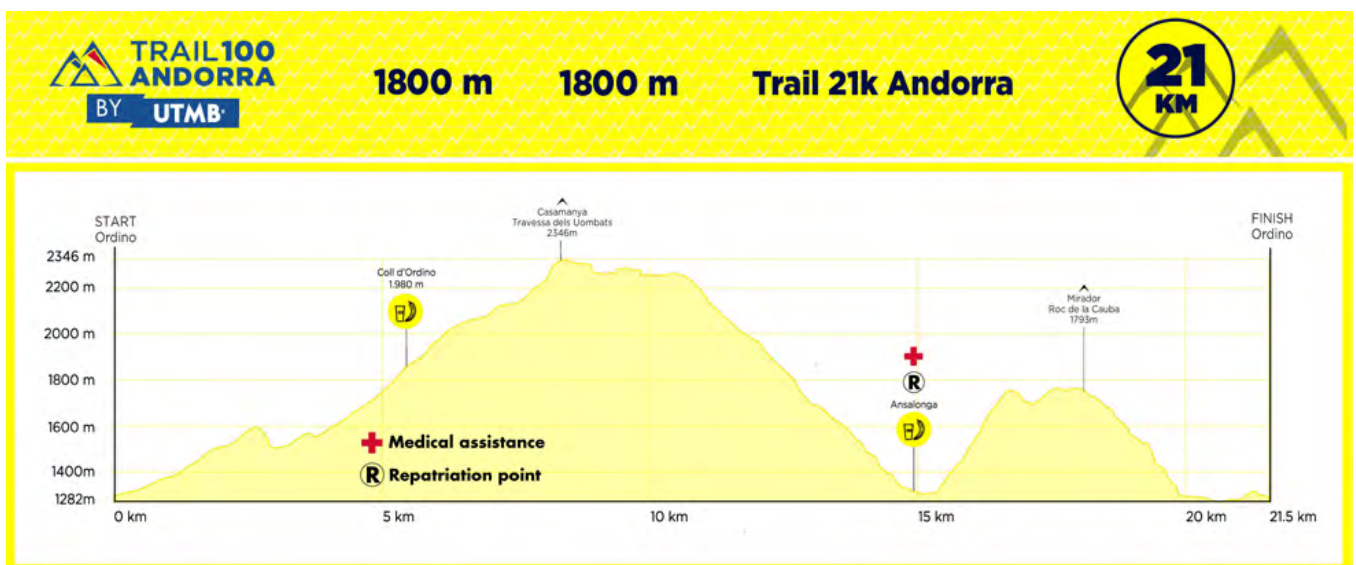 TRAIL100
ANDORRA
BY UTMB
1800 m
1800 m
Trail 21k Andorra
21
KM
START
Ordino
Casamanya
Travessa dels Llombats
2346m
FINISH
Ordino
2346 m
2200 m
2000 m
1800 m
1600 m
1400m
1282m
Coll d'Ordino
1.980 m
R
Ansalonga
Mirador
Roc de la Cauba
1793m
Medical assistance
R Repatriation point
0 km
5 km
10 km
15 km
20 km
21.5 km